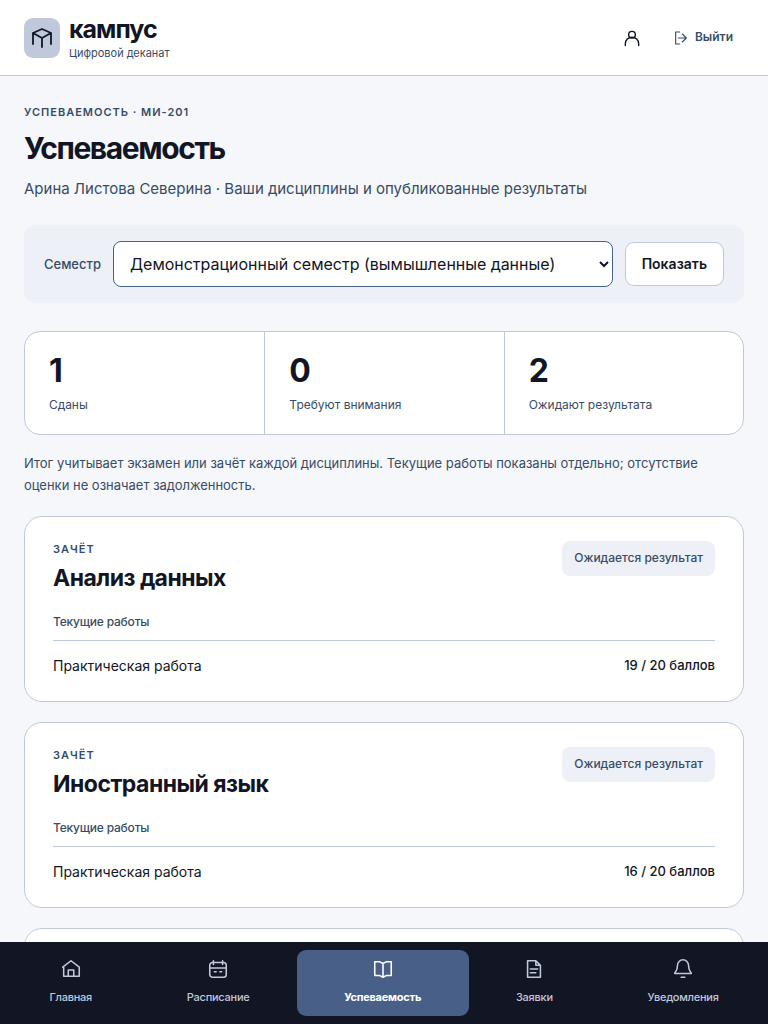 кампус
Цифровой деканат
Выйти
УСПЕВАЕМОСТЬ · МИ-201
Успеваемость
Арина Листова Северина · Ваши дисциплины и опубликованные результаты
Семестр
Демонстрационный семестр (вымышленные данные)
Показать
1
Сданы
0
Требуют внимания
2
Ожидают результата
Итог учитывает экзамен или зачёт каждой дисциплины. Текущие работы показаны отдельно; отсутствие
оценки не означает задолженность.
ЗАЧЁТ
Анализ данных
Ожидается результат
Текущие работы
Практическая работа
19 / 20 баллов
ЗАЧЁТ
Иностранный язык
Ожидается результат
Текущие работы
Практическая работа
16 / 20 баллов
Главная
Расписание
Успеваемость
Заявки
Уведомления